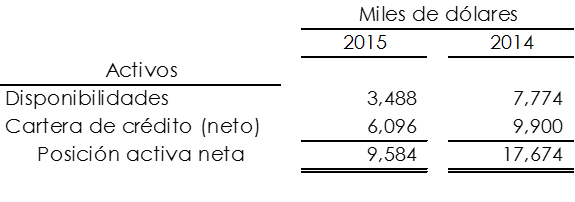 Miles de dólares
2015 2014
Activos
Disponibilidades 3,488 7,774
Cartera de crédito (neto) 6,096 9,900
Posición activa neta 9,584 17,674